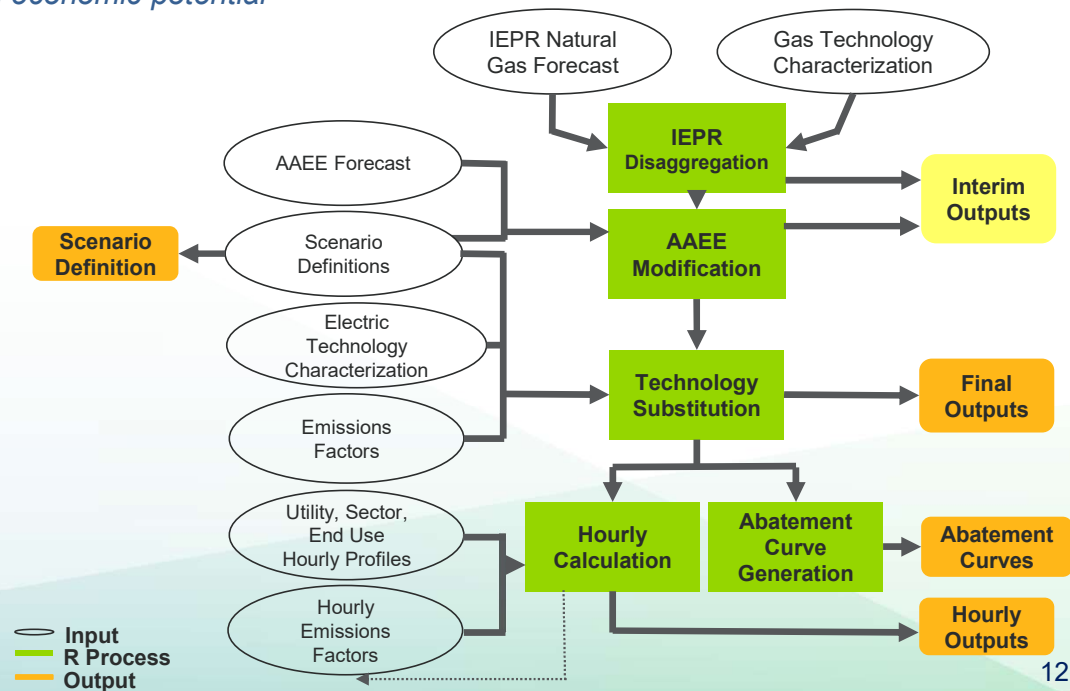 economic potential
IEPR Natural
Gas Forecast
Gas Technology
Characterization
IEPR
Disaggregation
AAEE Forecast
Interim
Outputs
Scenario
Definition
Scenario
Definitions
AAEE
Modification
Electric
Technology
Characterization
Technology
Substitution
Final
Outputs
Emissions
Factors
Utility, Sector,
End Use
Hourly Profiles
Hourly
Calculation
Abatement
Curve
Generation
Abatement
Curves
Hourly
Emissions
Factors
Hourly
Outputs
Input
R Process
Output
12